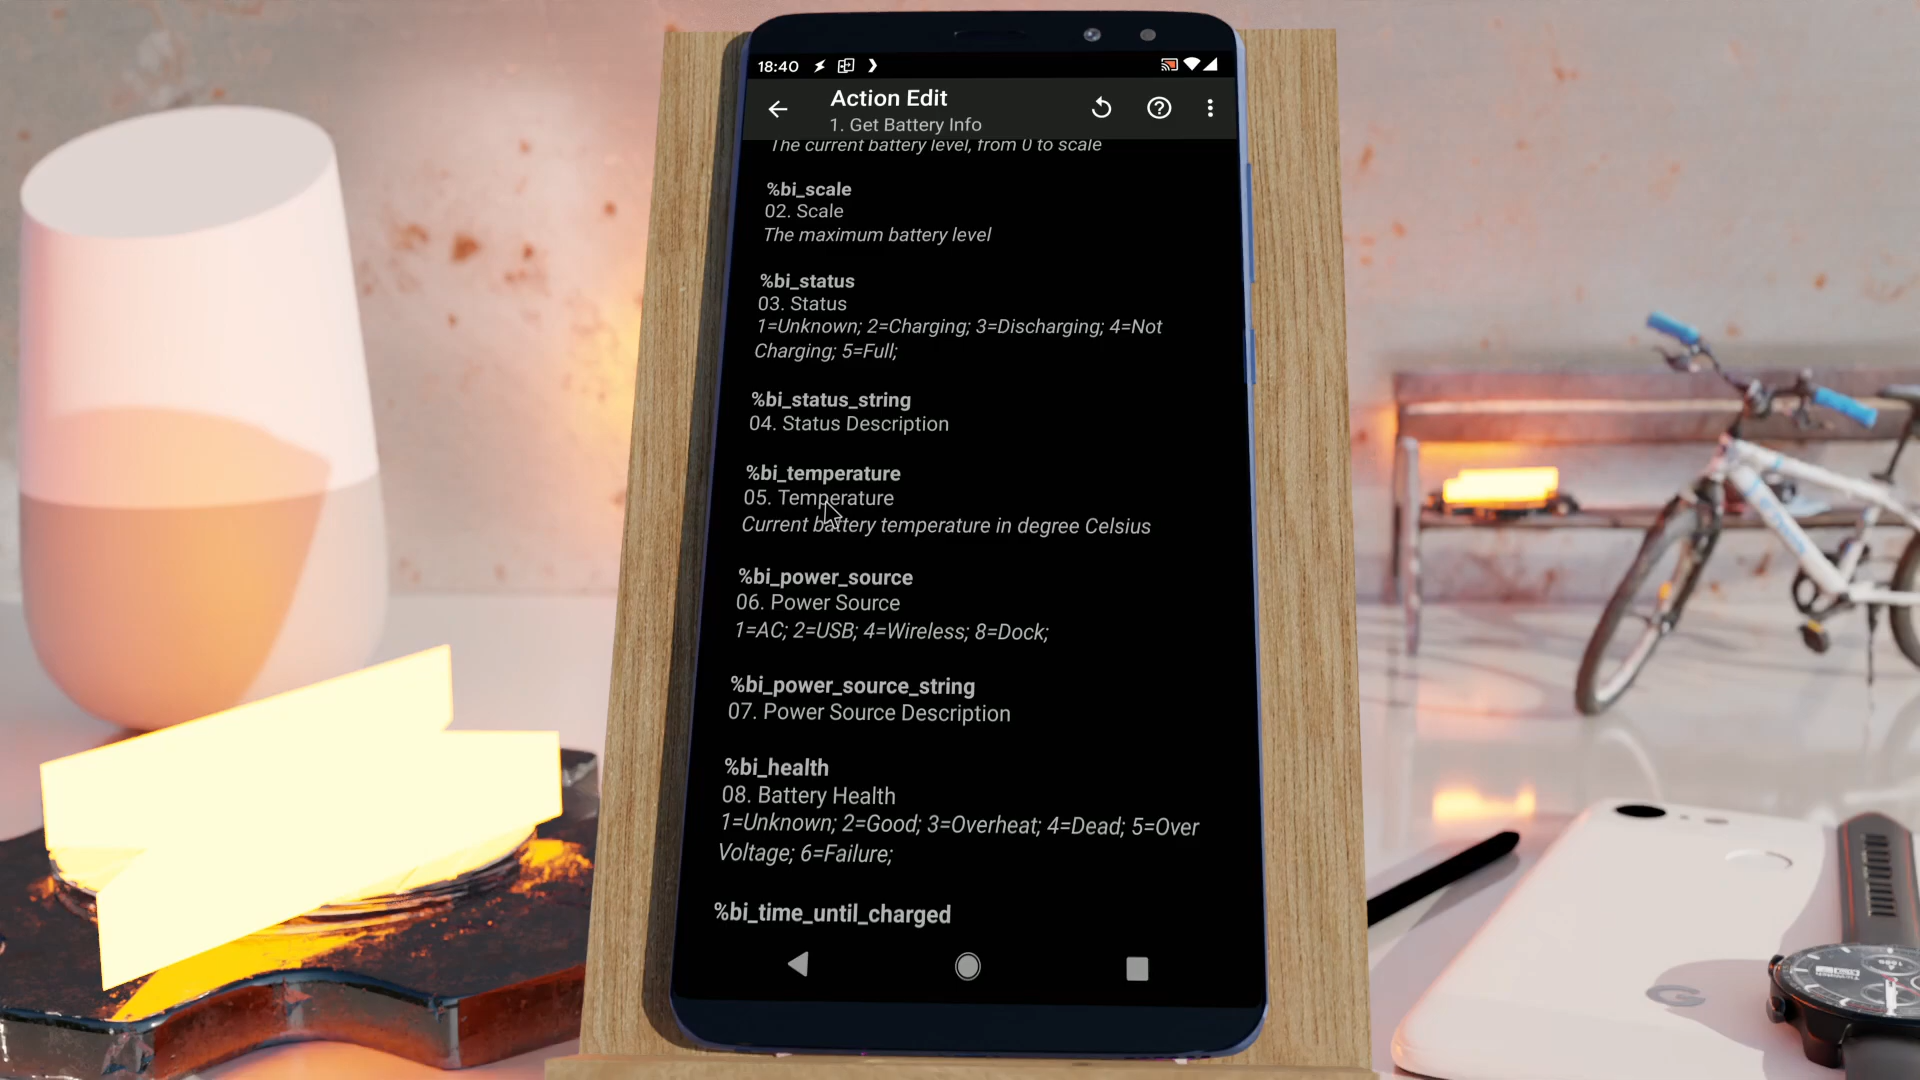 18:40
Action Edit
1. Get Battery Info
The current battery level, from 0 to scale
%bi_scale
02. Scale
The maximum battery level
%bi_status
03. Status
1=Unknown; 2=Charging; 3=Discharging; 4=Not
Charging; 5=Full;
%bi_status_string
04. Status Description
%bi_temperature
05. Temperature
Current battery temperature in degree Celsius
%bi_power_source
06. Power Source
1=AC; 2=USB; 4=Wireless; 8=Dock;
%bi_power_source_string
07. Power Source Description
%bi_health
08. Battery Health
1=Unknown; 2=Good; 3=Overheat; 4=Dead; 5=Over
Voltage; 6=Failure;
%bi_time_until_charged
G